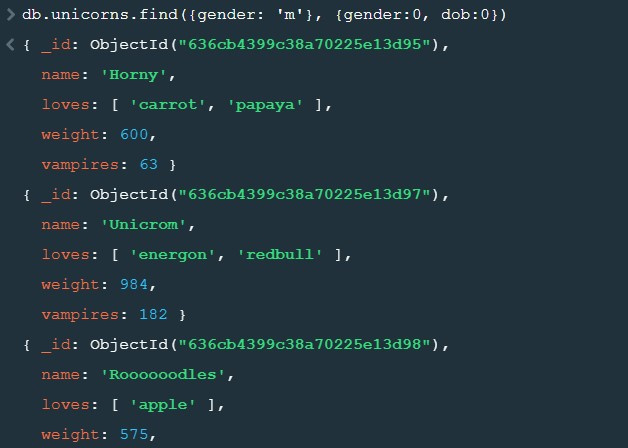 > db.unicorns.find({gender: 'm'}, {gender:0, dob:0})
< { _id: ObjectId("636cb4399c38a70225e13d95"),
name: 'Horny',
loves: [ 'carrot', 'papaya' ],
weight: 600,
vampires: 63 }
{ _id: ObjectId("636cb4399c38a70225e13d97"),
name: 'Unicrom',
loves: [ 'energon', 'redbull' ],
weight: 984,
vampires: 182 }
{ _id: ObjectId("636cb4399c38a70225e13d98"),
name: 'Roooooodles',
loves: [ 'apple' ],
weight: 575,